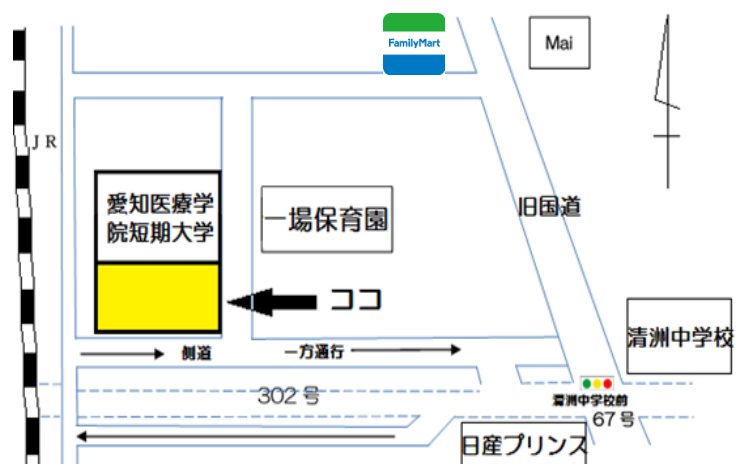 FamilyMart
Mai
JR
愛知医療学
院短期大学
一場保育園
旧国道
ココ
清洲中学校
側道
一方通行
302号
清洲中学校前
67号
日産プリンス